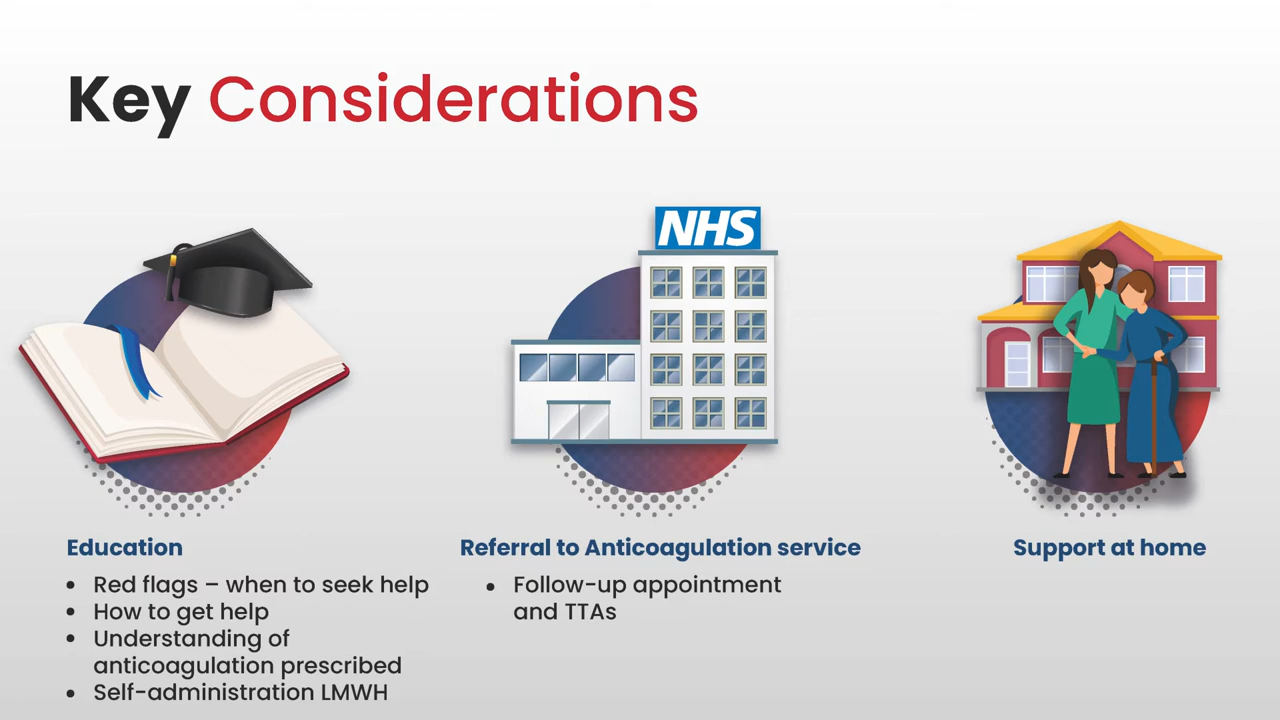 Key Considerations
NHS
Education
• Red flags – when to seek help
• How to get help
• Understanding of
anticoagulation prescribed
• Self-administration LMWH
Referral to Anticoagulation service
• Follow-up appointment
and TTAs
Support at home